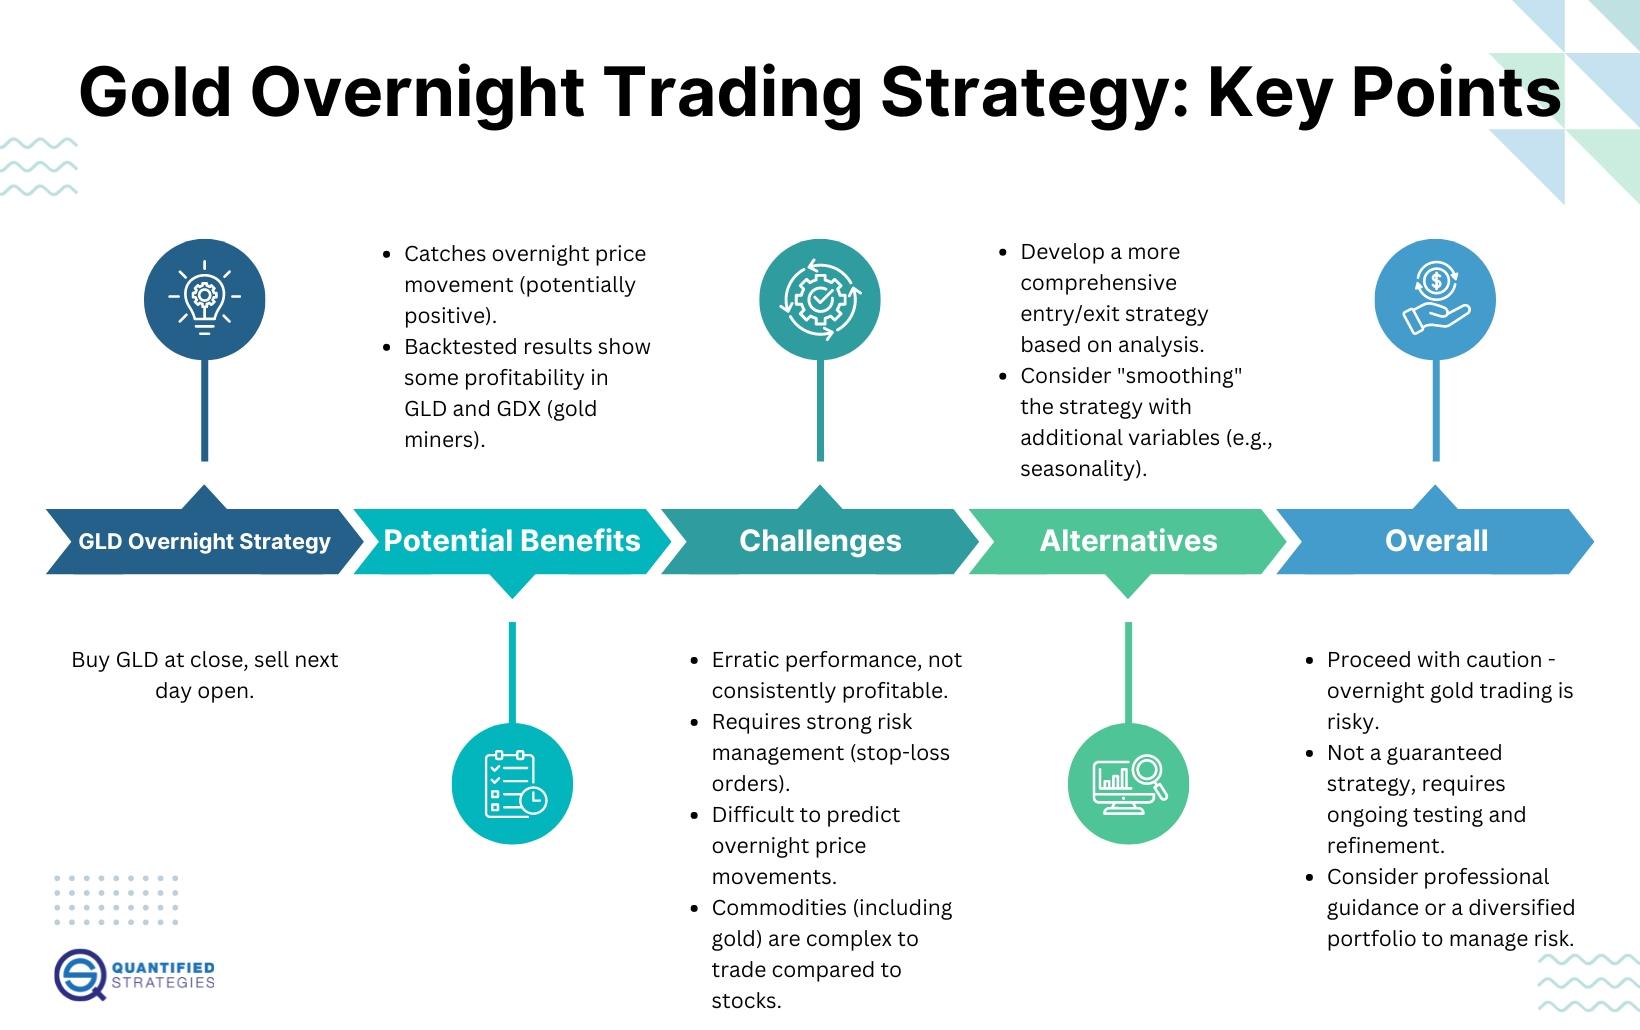 Gold Overnight Trading Strategy: Key Points
GLD Overnight Strategy
Buy GLD at close, sell next
day open.
Potential Benefits
• Catches overnight price
movement (potentially
positive).
• Backtested results show
some profitability in
GLD and GDX (gold
miners).
Challenges
• Erratic performance, not
consistently profitable.
• Requires strong risk
management (stop-loss
orders).
• Difficult to predict
overnight price
movements.
• Commodities (including
gold) are complex to
trade compared to
stocks.
Alternatives
• Develop a more
comprehensive
entry/exit strategy
based on analysis.
• Consider "smoothing"
the strategy with
additional variables (e.g.,
seasonality).
Overall
• Proceed with caution -
overnight gold trading is
risky.
• Not a guaranteed
strategy, requires
ongoing testing and
refinement.
• Consider professional
guidance or a diversified
portfolio to manage risk.
$
QUANTIFIED
STRATEGIES